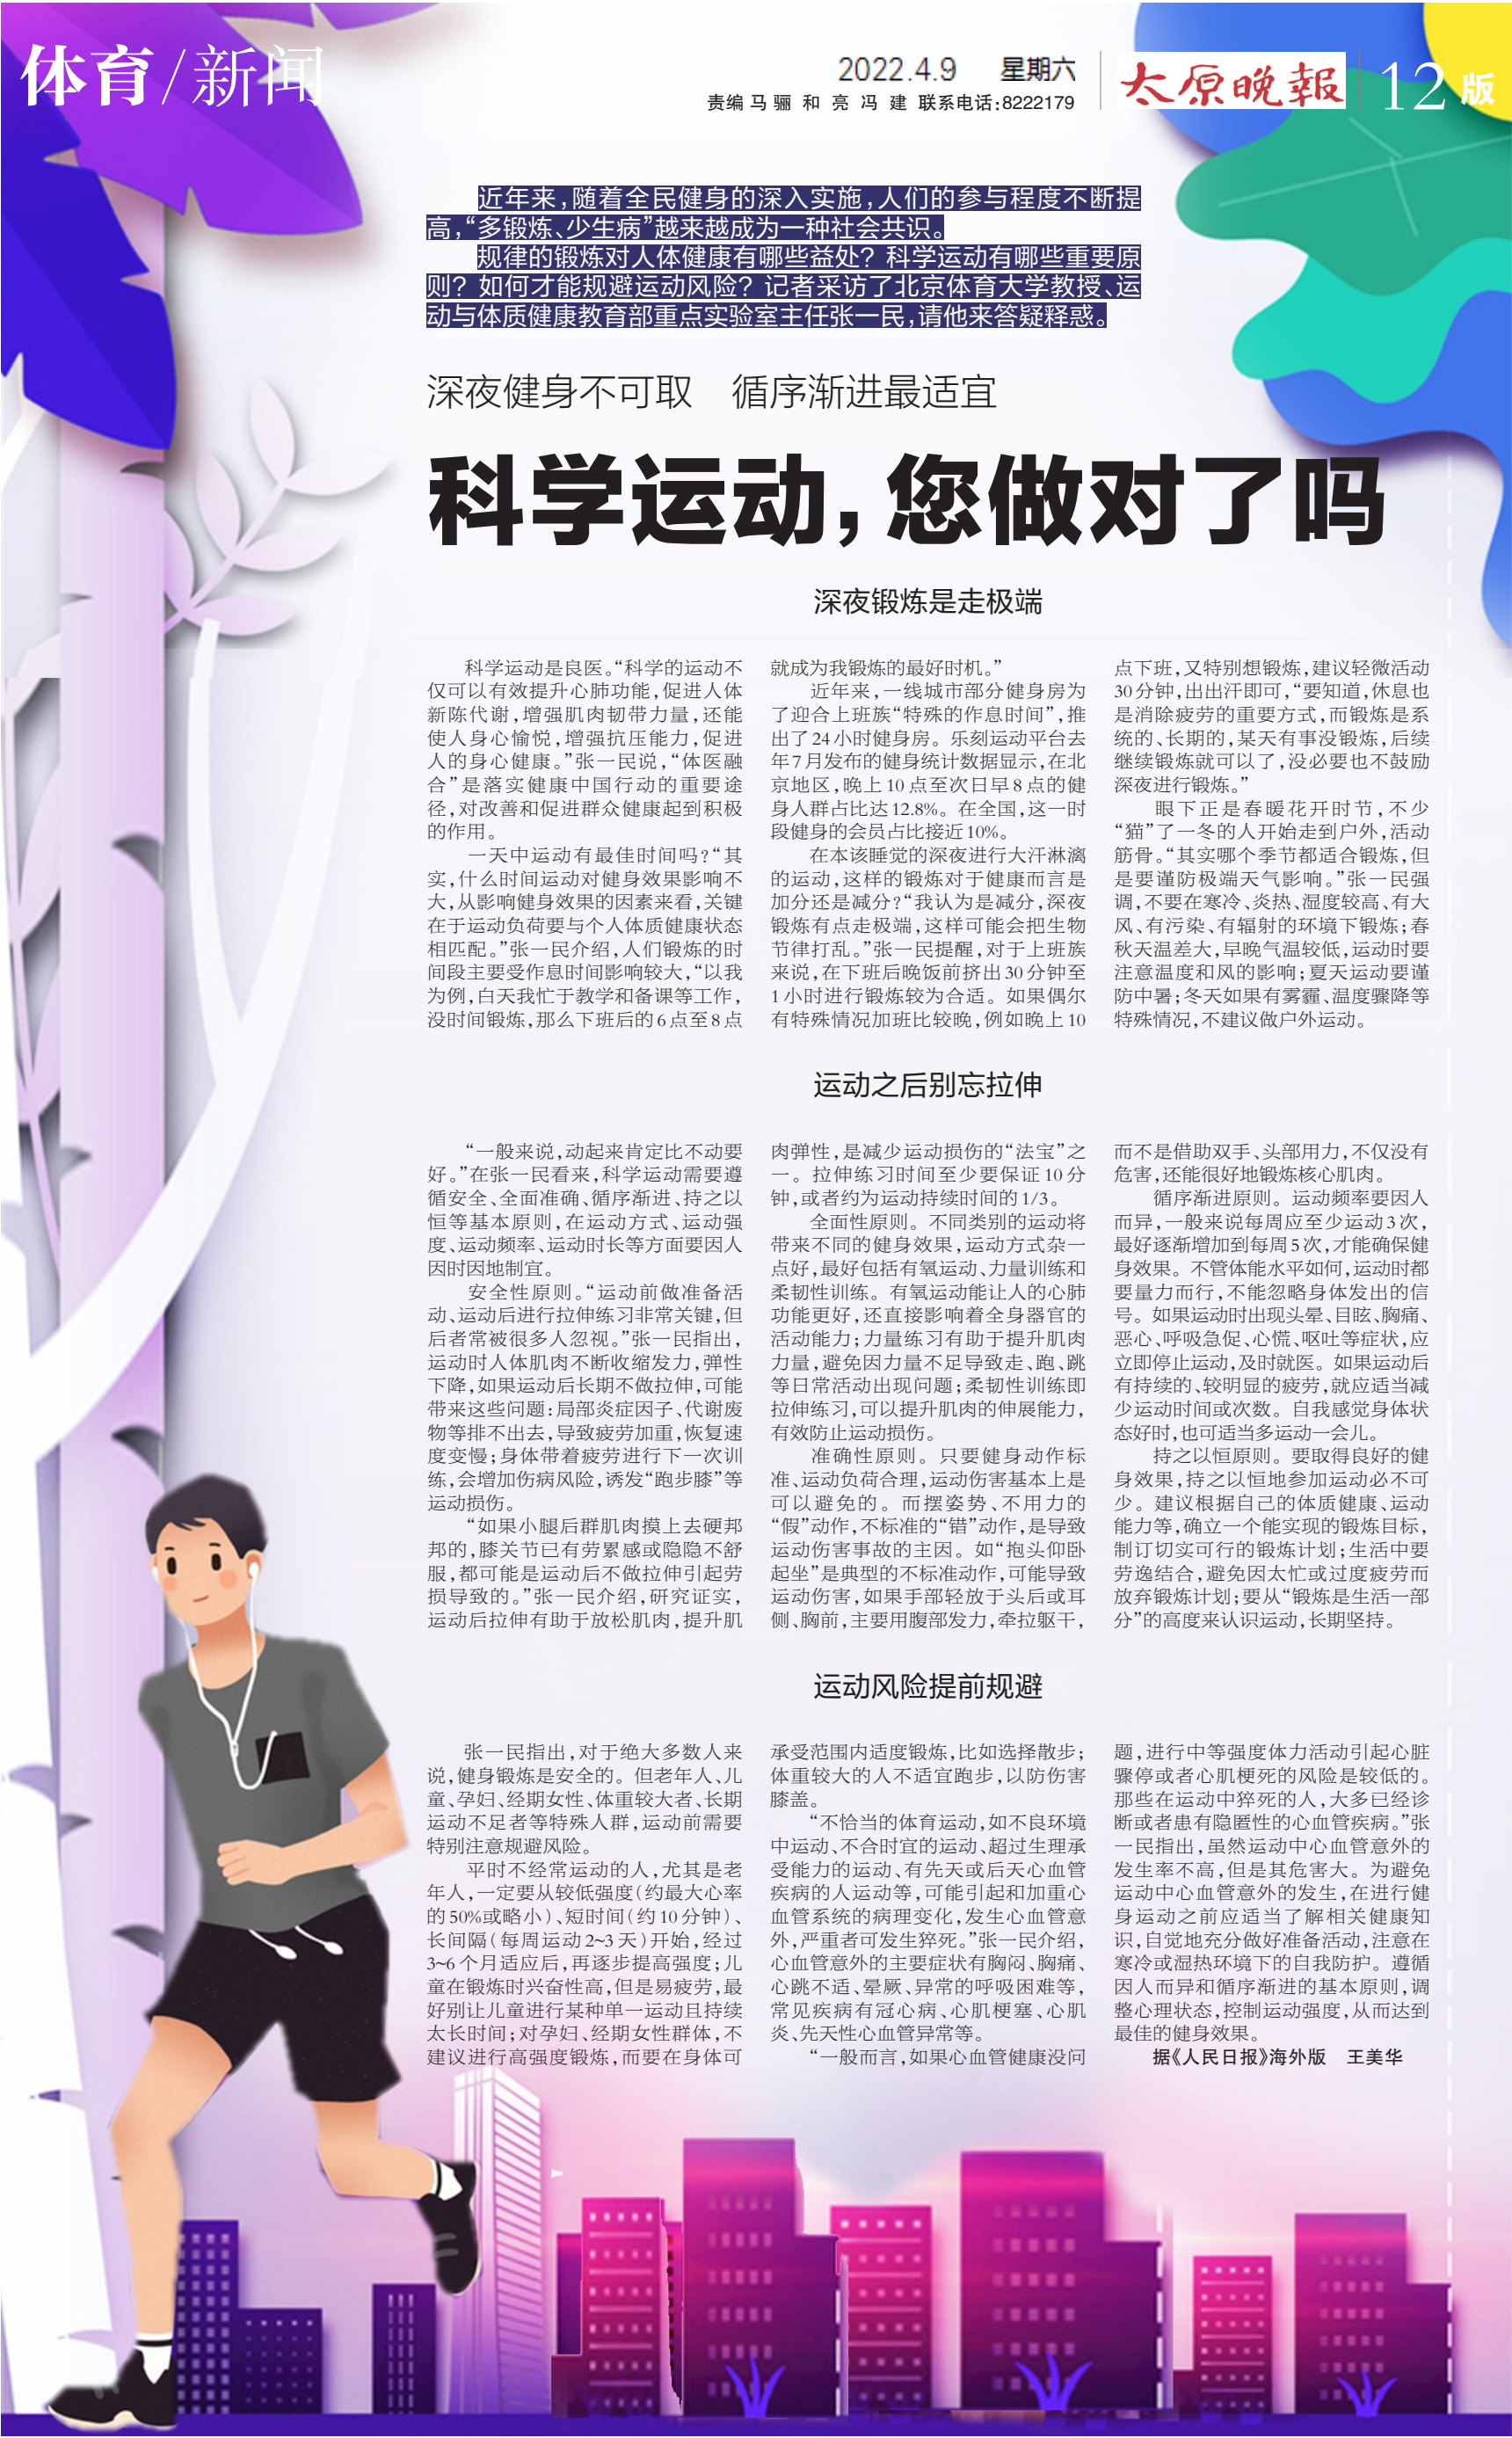 体育/新闻
2022.4.9 星期六
责编 马 骊 和 亮 冯 建 联系电话:8222179
太原晚報
12版
近年来,随着全民健身的深入实施,人们的参与程度不断提
高,“多锻炼、少生病”越来越成为一种社会共识。
规律的锻炼对人体健康有哪些益处？科学运动有哪些重要原
则？如何才能规避运动风险？记者采访了北京体育大学教授、运
动与体质健康教育部重点实验室主任张一民,请他来答疑释惑。
深夜健身不可取 循序渐进最适宜
科学运动,您做对了吗
深夜锻炼是走极端
科学运动是良医。“科学的运动不
仅可以有效提升心肺功能,促进人体
新陈代谢,增强肌肉韧带力量,还能
使人身心愉悦,增强抗压能力,促进
人的身心健康。”张一民说,“体医融
合”是落实健康中国行动的重要途
径,对改善和促进群众健康起到积极
的作用。
一天中运动有最佳时间吗?“其
实,什么时间运动对健身效果影响不
大,从影响健身效果的因素来看,关键
在于运动负荷要与个人体质健康状态
相匹配。”张一民介绍,人们锻炼的时
间段主要受作息时间影响较大,“以我
为例,白天我忙于教学和备课等工作,
没时间锻炼,那么下班后的6点至8点
就成为我锻炼的最好时机。”
近年来,一线城市部分健身房为
了迎合上班族“特殊的作息时间”,推
出了24小时健身房。乐刻运动平台去
年7月发布的健身统计数据显示,在北
京地区,晚上10点至次日早8点的健
身人群占比达12.8%。在全国,这一时
段健身的会员占比接近10%。
在本该睡觉的深夜进行大汗淋漓
的运动,这样的锻炼对于健康而言是
加分还是减分?“我认为是减分,深夜
锻炼有点走极端,这样可能会把生物
节律打乱。”张一民提醒,对于上班族
来说,在下班后晚饭前挤出30分钟至
1小时进行锻炼较为合适。如果偶尔
有特殊情况加班比较晚,例如晚上10
点下班,又特别想锻炼,建议轻微活动
30分钟,出出汗即可,“要知道,休息也
是消除疲劳的重要方式,而锻炼是系
统的、长期的,某天有事没锻炼,后续
继续锻炼就可以了,没必要也不鼓励
深夜进行锻炼。”
眼下正是春暖花开时节,不少
“猫”了一冬的人开始走到户外,活动
筋骨。“其实哪个季节都适合锻炼,但
是要谨防极端天气影响。”张一民强
调,不要在寒冷、炎热、湿度较高、有大
风、有污染、有辐射的环境下锻炼;春
秋天温差大,早晚气温较低,运动时要
注意温度和风的影响;夏天运动要谨
防中暑;冬天如果有雾霾、温度骤降等
特殊情况,不建议做户外运动。
运动之后别忘拉伸
“一般来说,动起来肯定比不动要
好。”在张一民看来,科学运动需要遵
循安全、全面准确、循序渐进、持之以
恒等基本原则,在运动方式、运动强
度、运动频率、运动时长等方面要因人
因时因地制宜。
安全性原则。“运动前做准备活
动、运动后进行拉伸练习非常关键,但
后者常被很多人忽视。”张一民指出,
运动时人体肌肉不断收缩发力,弹性
下降,如果运动后长期不做拉伸,可能
带来这些问题:局部炎症因子、代谢废
物等排不出去,导致疲劳加重,恢复速
度变慢;身体带着疲劳进行下一次训
练,会增加伤病风险,诱发“跑步膝”等
运动损伤。
“如果小腿后群肌肉摸上去硬邦
邦的,膝关节已有劳累感或隐隐不舒
服,都可能是运动后不做拉伸引起劳
损导致的。”张一民介绍,研究证实,
运动后拉伸有助于放松肌肉,提升肌
肉弹性,是减少运动损伤的“法宝”之
一。拉伸练习时间至少要保证10分
钟,或者约为运动持续时间的1/3。
全面性原则。不同类别的运动将
带来不同的健身效果,运动方式杂一
点好,最好包括有氧运动、力量训练和
柔韧性训练。有氧运动能让人的心肺
功能更好,还直接影响着全身器官的
活动能力;力量练习有助于提升肌肉
力量,避免因力量不足导致走、跑、跳
等日常活动出现问题;柔韧性训练即
拉伸练习,可以提升肌肉的伸展能力,
有效防止运动损伤。
准确性原则。只要健身动作标
准、运动负荷合理,运动伤害基本上是
可以避免的。而摆姿势、不用力的
“假”动作,不标准的“错”动作,是导致
运动伤害事故的主因。如“抱头仰卧
起坐”是典型的不标准动作,可能导致
运动伤害,如果手部轻放于头后或耳
侧、胸前,主要用腹部发力,牵拉躯干,
而不是借助双手、头部用力,不仅没有
危害,还能很好地锻炼核心肌肉。
循序渐进原则。运动频率要因人
而异,一般来说每周应至少运动3次,
最好逐渐增加到每周5次,才能确保健
身效果。不管体能水平如何,运动时都
要量力而行,不能忽略身体发出的信
号。如果运动时出现头晕、目眩、胸痛、
恶心、呼吸急促、心慌、呕吐等症状,应
立即停止运动,及时就医。如果运动后
有持续的、较明显的疲劳,就应适当减
少运动时间或次数。自我感觉身体状
态好时,也可适当多运动一会儿。
持之以恒原则。要取得良好的健
身效果,持之以恒地参加运动必不可
少。建议根据自己的体质健康、运动
能力等,确立一个能实现的锻炼目标,
制订切实可行的锻炼计划;生活中要
劳逸结合,避免因太忙或过度疲劳而
放弃锻炼计划;要从“锻炼是生活一部
分”的高度来认识运动,长期坚持。
运动风险提前规避
张一民指出,对于绝大多数人来
说,健身锻炼是安全的。但老年人、儿
童、孕妇、经期女性、体重较大者、长期
运动不足者等特殊人群,运动前需要
特别注意规避风险。
平时不经常运动的人,尤其是老
年人,一定要从较低强度(约最大心率
的50%或略小)、短时间(约10分钟)、
长间隔(每周运动2~3天)开始,经过
3~6个月适应后,再逐步提高强度;儿
童在锻炼时兴奋性高,但是易疲劳,最
好别让儿童进行某种单一运动且持续
太长时间;对孕妇、经期女性群体,不
建议进行高强度锻炼,而要在身体可
承受范围内适度锻炼,比如选择散步;
体重较大的人不适宜跑步,以防伤害
膝盖。
“不恰当的体育运动,如不良环境
中运动、不合时宜的运动、超过生理承
受能力的运动、有先天或后天心血管
疾病的人运动等,可能引起和加重心
血管系统的病理变化,发生心血管意
外,严重者可发生猝死。”张一民介绍,
心血管意外的主要症状有胸闷、胸痛、
心跳不适、晕厥、异常的呼吸困难等,
常见疾病有冠心病、心肌梗塞、心肌
炎、先天性心血管异常等。
“一般而言,如果心血管健康没问
题,进行中等强度体力活动引起心脏
骤停或者心肌梗死的风险是较低的。
那些在运动中猝死的人,大多已经诊
断或者患有隐匿性的心血管疾病。”张
一民指出,虽然运动中心血管意外的
发生率不高,但是其危害大。为避免
运动中心血管意外的发生,在进行健
身运动之前应适当了解相关健康知
识,自觉地充分做好准备活动,注意在
寒冷或湿热环境下的自我防护。遵循
因人而异和循序渐进的基本原则,调
整心理状态,控制运动强度,从而达到
最佳的健身效果。
据《人民日报》海外版 王美华